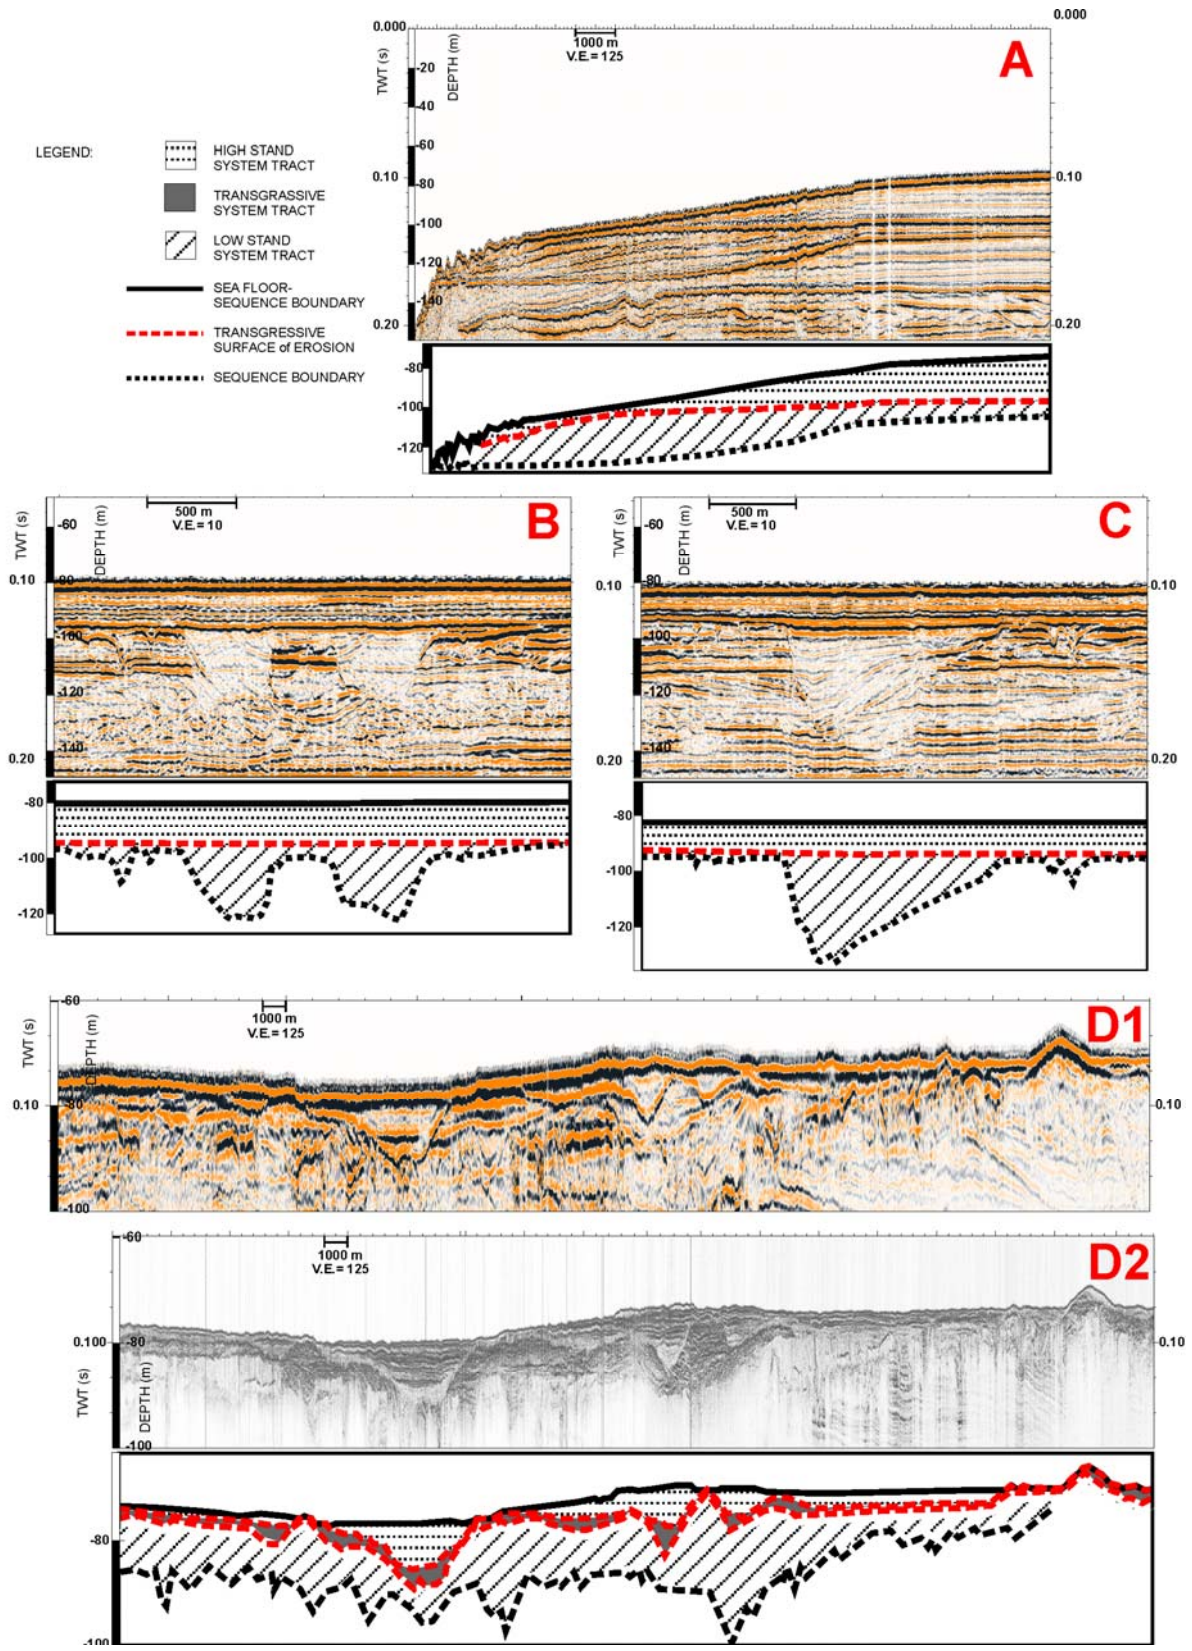 0.000
0.000
1000 m
V.E.= 125
A
TWT (s)
DEPTH (m)
-20
-40
-60
-80
-100
-120
-140
0.10
0.20
0.10
0.20
LEGEND:
HIGH STAND
SYSTEM TRACT
TRANSGRASSIVE
SYSTEM TRACT
LOW STAND
SYSTEM TRACT
SEA FLOOR-
SEQUENCE BOUNDARY
TRANSGRESSIVE
SURFACE of EROSION
SEQUENCE BOUNDARY
-80
-100
-120
500 m
V.E.= 10
B
TWT (s)
DEPTH (m)
-60
-80
-100
-120
-140
0.10
0.20
-80
-100
-120
500 m
V.E.= 10
C
TWT (s)
DEPTH (m)
-60
-80
-100
-120
-140
0.10
0.20
0.10
0.20
-80
-100
-120
-60
1000 m
V.E.= 125
D1
TWT (s)
DEPTH (m)
0.10
-80
0.10
-100
-60
1000 m
V.E.= 125
D2
0.100
-80
0.10
TWT (s)
DEPTH (m)
-100
-80
-100